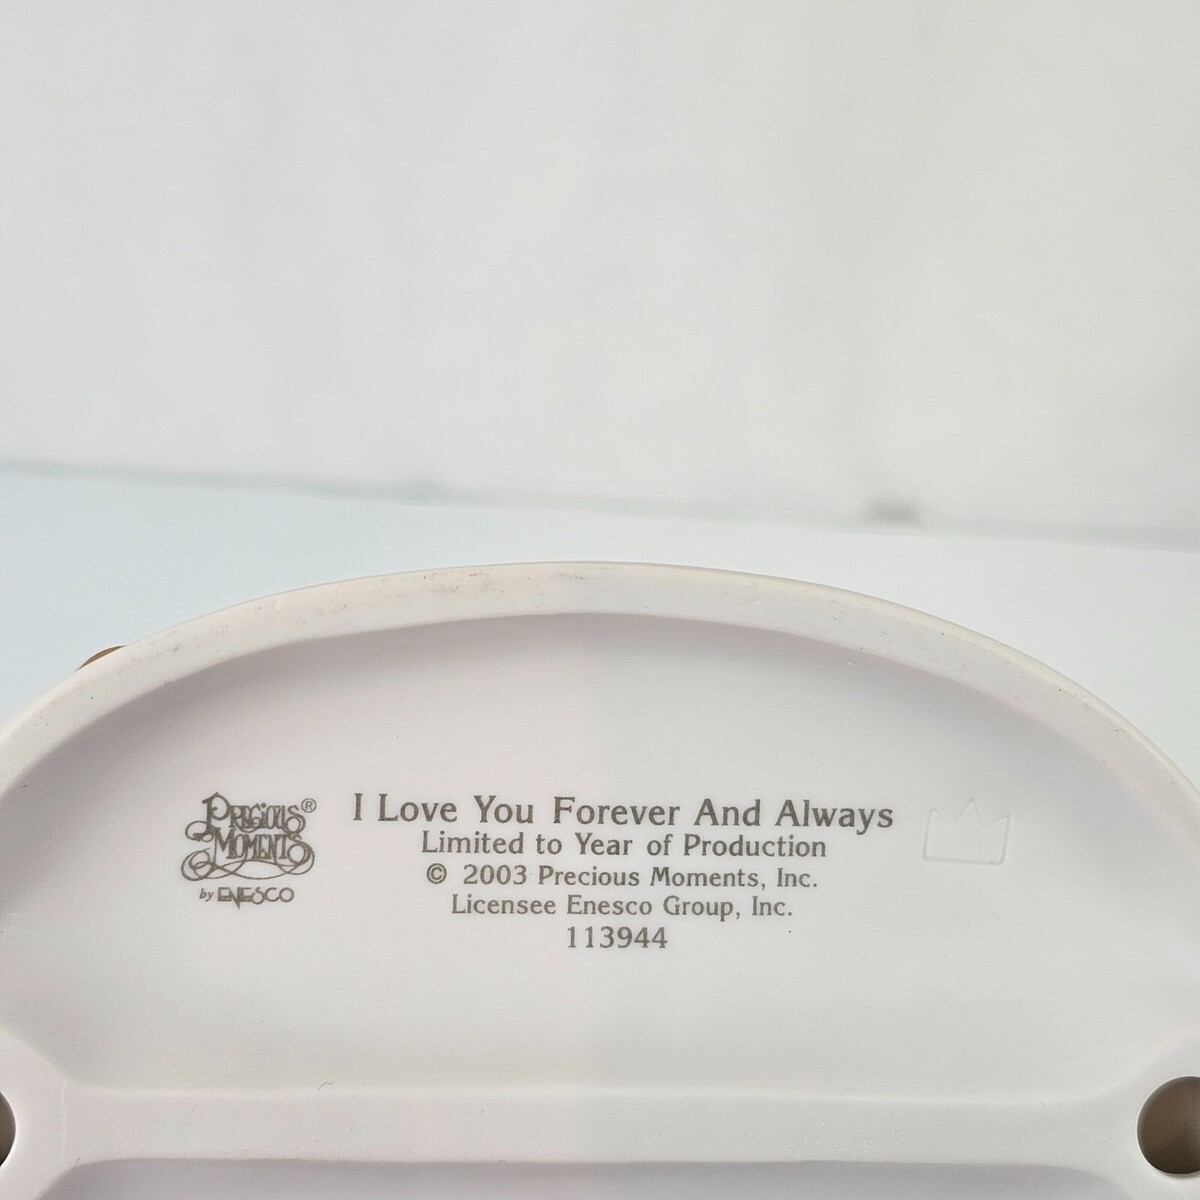 PRECIOUS MOMENTS®
by ENESCO
I Love You Forever And Always
Limited to Year of Production
© 2003 Precious Moments, Inc.
Licensee Enesco Group, Inc.
113944